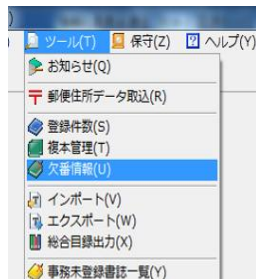 ) ツール(T) 保守(Z) ヘルプ(Y)
お知らせ(Q)
〒 郵便住所データ取込(R)
登録件数(S)
複本管理(T)
欠番情報(U)
インポート(V)
エクスポート(W)
総合目録出力(X)
事務未登録書誌一覧(Y)